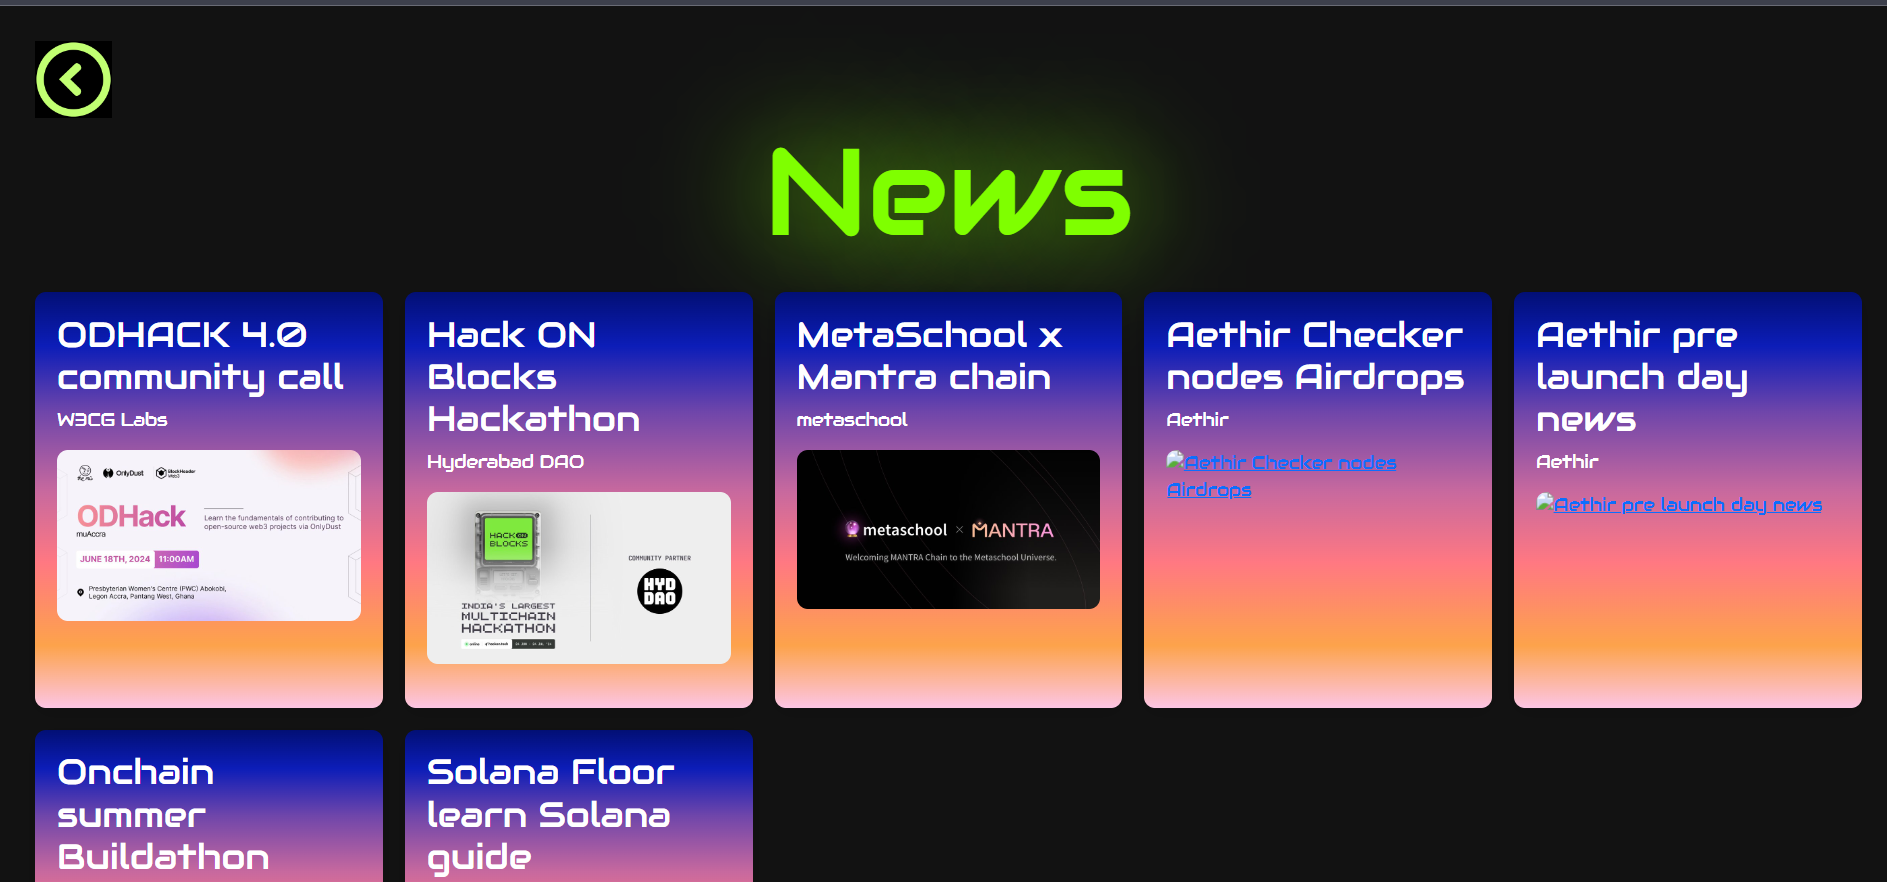 News
ODHACK 4.0
community call
W3CG Labs
OnlyDust
BlockHeader
Web3
ODHack
muAccra
Learn the fundamentals of contributing to
open-source web3 projects via OnlyDust
JUNE 18TH, 2024 11:00AM
Presbyterian Women's Centre (PWC) Abokobi,
Legon Accra, Pantang West, Ghana
Hack ON
Blocks
Hackathon
Hyderabad DAO
HACK ON
BLOCKS
INDIA'S LARGEST
MULTICHAIN
HACKATHON
COMMUNITY PARTNER
HYD
DAO
MetaSchool x
Mantra chain
metaschool
metaschool × MANTRA
Welcoming MANTRA Chain to the Metaschool Universe.
Aethir Checker
nodes Airdrops
Aethir
Aethir Checker nodes
Airdrops
Aethir pre
launch day
news
Aethir
Aethir pre launch day news
Onchain
summer
Buildathon
Solana Floor
learn Solana
guide